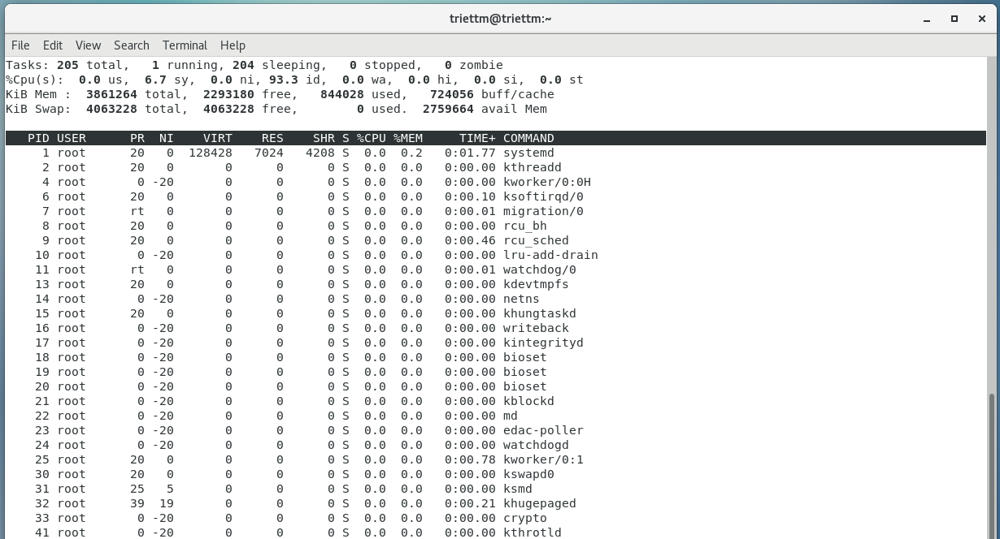 triettm@triettm:~
File Edit View Search Terminal Help
Tasks: 205 total,   1 running, 204 sleeping,   0 stopped,   0 zombie
%Cpu(s):  0.0 us,  6.7 sy,  0.0 ni, 93.3 id,  0.0 wa,  0.0 hi,  0.0 si,  0.0 st
KiB Mem :  3861264 total,  2293180 free,   844028 used,   724056 buff/cache
KiB Swap:  4063228 total,  4063228 free,        0 used.  2759664 avail Mem
   PID USER      PR  NI    VIRT    RES    SHR S %CPU %MEM     TIME+ COMMAND
     1 root      20   0  128428   7024   4208 S  0.0  0.2   0:01.77 systemd
     2 root      20   0       0      0      0 S  0.0  0.0   0:00.00 kthreadd
     4 root       0 -20       0      0      0 S  0.0  0.0   0:00.00 kworker/0:0H
     6 root      20   0       0      0      0 S  0.0  0.0   0:00.10 ksoftirqd/0
     7 root      rt   0       0      0      0 S  0.0  0.0   0:00.01 migration/0
     8 root      20   0       0      0      0 S  0.0  0.0   0:00.00 rcu_bh
     9 root      20   0       0      0      0 S  0.0  0.0   0:00.46 rcu_sched
    10 root       0 -20       0      0      0 S  0.0  0.0   0:00.00 lru-add-drain
    11 root      rt   0       0      0      0 S  0.0  0.0   0:00.01 watchdog/0
    13 root      20   0       0      0      0 S  0.0  0.0   0:00.00 kdevtmpfs
    14 root       0 -20       0      0      0 S  0.0  0.0   0:00.00 netns
    15 root      20   0       0      0      0 S  0.0  0.0   0:00.00 khungtaskd
    16 root       0 -20       0      0      0 S  0.0  0.0   0:00.00 writeback
    17 root       0 -20       0      0      0 S  0.0  0.0   0:00.00 kintegrityd
    18 root       0 -20       0      0      0 S  0.0  0.0   0:00.00 bioset
    19 root       0 -20       0      0      0 S  0.0  0.0   0:00.00 bioset
    20 root       0 -20       0      0      0 S  0.0  0.0   0:00.00 bioset
    21 root       0 -20       0      0      0 S  0.0  0.0   0:00.00 kblockd
    22 root       0 -20       0      0      0 S  0.0  0.0   0:00.00 md
    23 root       0 -20       0      0      0 S  0.0  0.0   0:00.00 edac-poller
    24 root       0 -20       0      0      0 S  0.0  0.0   0:00.00 watchdogd
    25 root      20   0       0      0      0 S  0.0  0.0   0:00.78 kworker/0:1
    30 root      20   0       0      0      0 S  0.0  0.0   0:00.00 kswapd0
    31 root      25   5       0      0      0 S  0.0  0.0   0:00.00 ksmd
    32 root      39  19       0      0      0 S  0.0  0.0   0:00.21 khugepaged
    33 root       0 -20       0      0      0 S  0.0  0.0   0:00.00 crypto
    41 root       0 -20       0      0      0 S  0.0  0.0   0:00.00 kthrotld